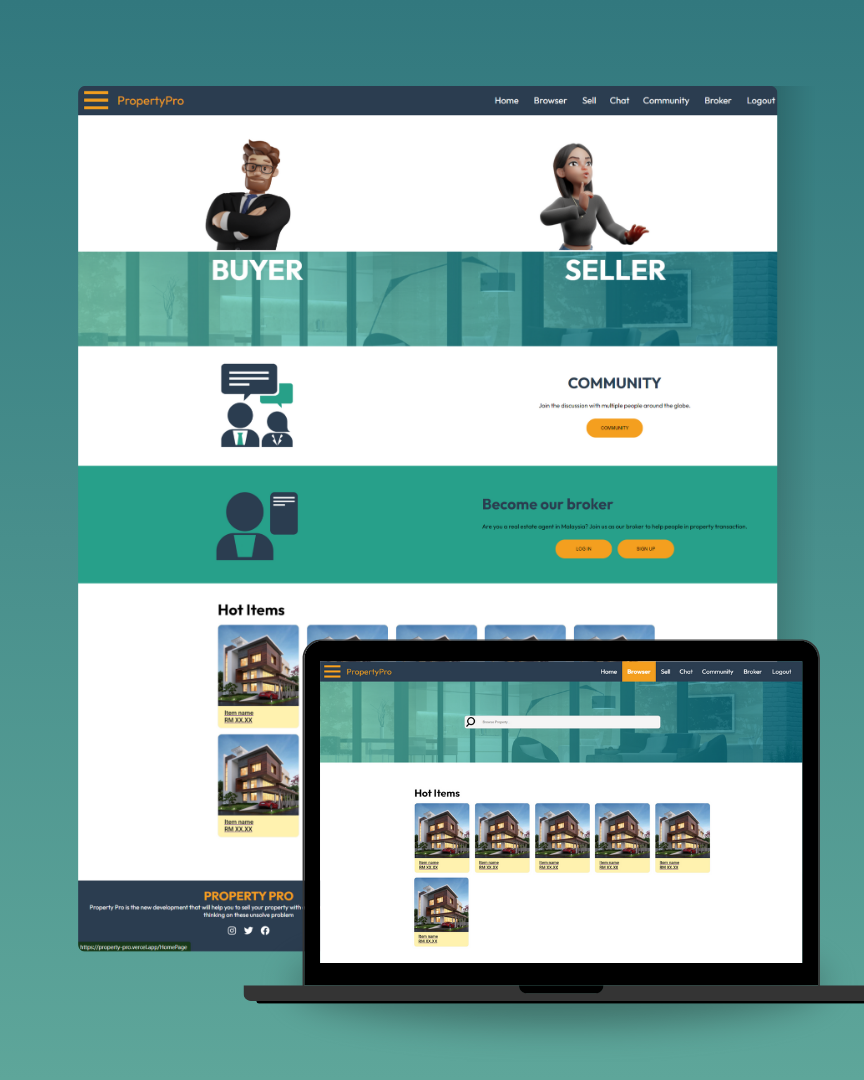 PropertyPro
Home Browser Sell Chat Community Broker Logout
BUYER
SELLER
COMMUNITY
Join the discussion with multiple people around the globe.
COMMUNITY
Become our broker
Are you a real estate agent in Malaysia? Join us as our broker to help people in property transaction.
LOG IN
SIGN UP
Hot Items
Item name
RM XX.XX
Item name
RM XX.XX
PROPERTY PRO
Property Pro is the new development that will help you to sell your property with
thinking on these unsolve problem
https://property-pro.vercel.app/HomePage
PropertyPro
Home Browser Sell Chat Community Broker Logout
Browse Property
Hot Items
Item name Item name Item name Item name Item name
RM XX.XX RM XX.XX RM XX.XX RM XX.XX RM XX.XX
Item name
RM XX.XX